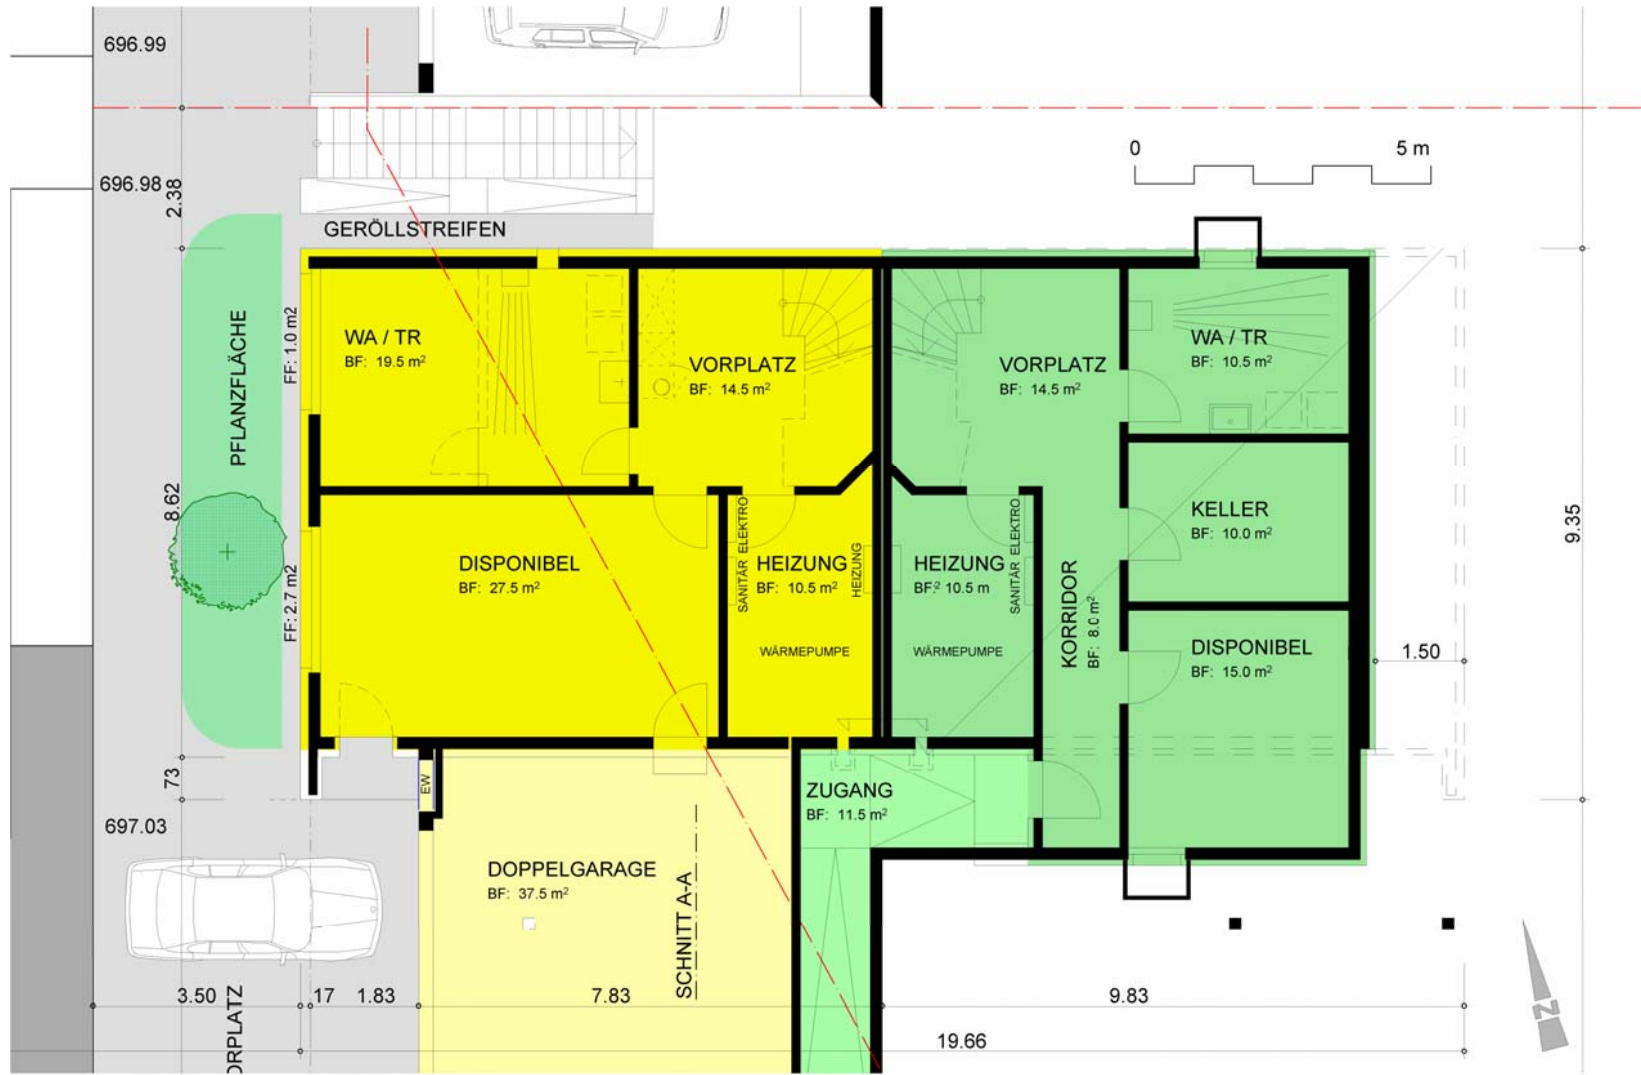 696.99
0 5 m
696.98
2.38
GERÖLLSTREIFEN
PFLANZFLÄCHE
FF: 1.0 m2
WA / TR
BF: 19.5 m²
VORPLATZ
BF: 14.5 m²
VORPLATZ
BF: 14.5 m²
WA / TR
BF: 10.5 m²
8.62
9.35
KELLER
BF: 10.0 m²
DISPONIBEL
BF: 27.5 m²
SANITÄR ELEKTRO
HEIZUNG
BF: 10.5 m²
HEIZUNG
WÄRMEPUMPE
HEIZUNG
BF:² 10.5 m
SANITÄR ELEKTRO
WÄRMEPUMPE
KORRIDOR
BF: 8.0 m²
FF: 2.7 m2
DISPONIBEL
BF: 15.0 m²
1.50
73
EW
ZUGANG
BF: 11.5 m²
697.03
DOPPELGARAGE
BF: 37.5 m²
SCHNITT A-A
3.50 17 1.83 7.83 9.83
ORPLATZ
19.66
N